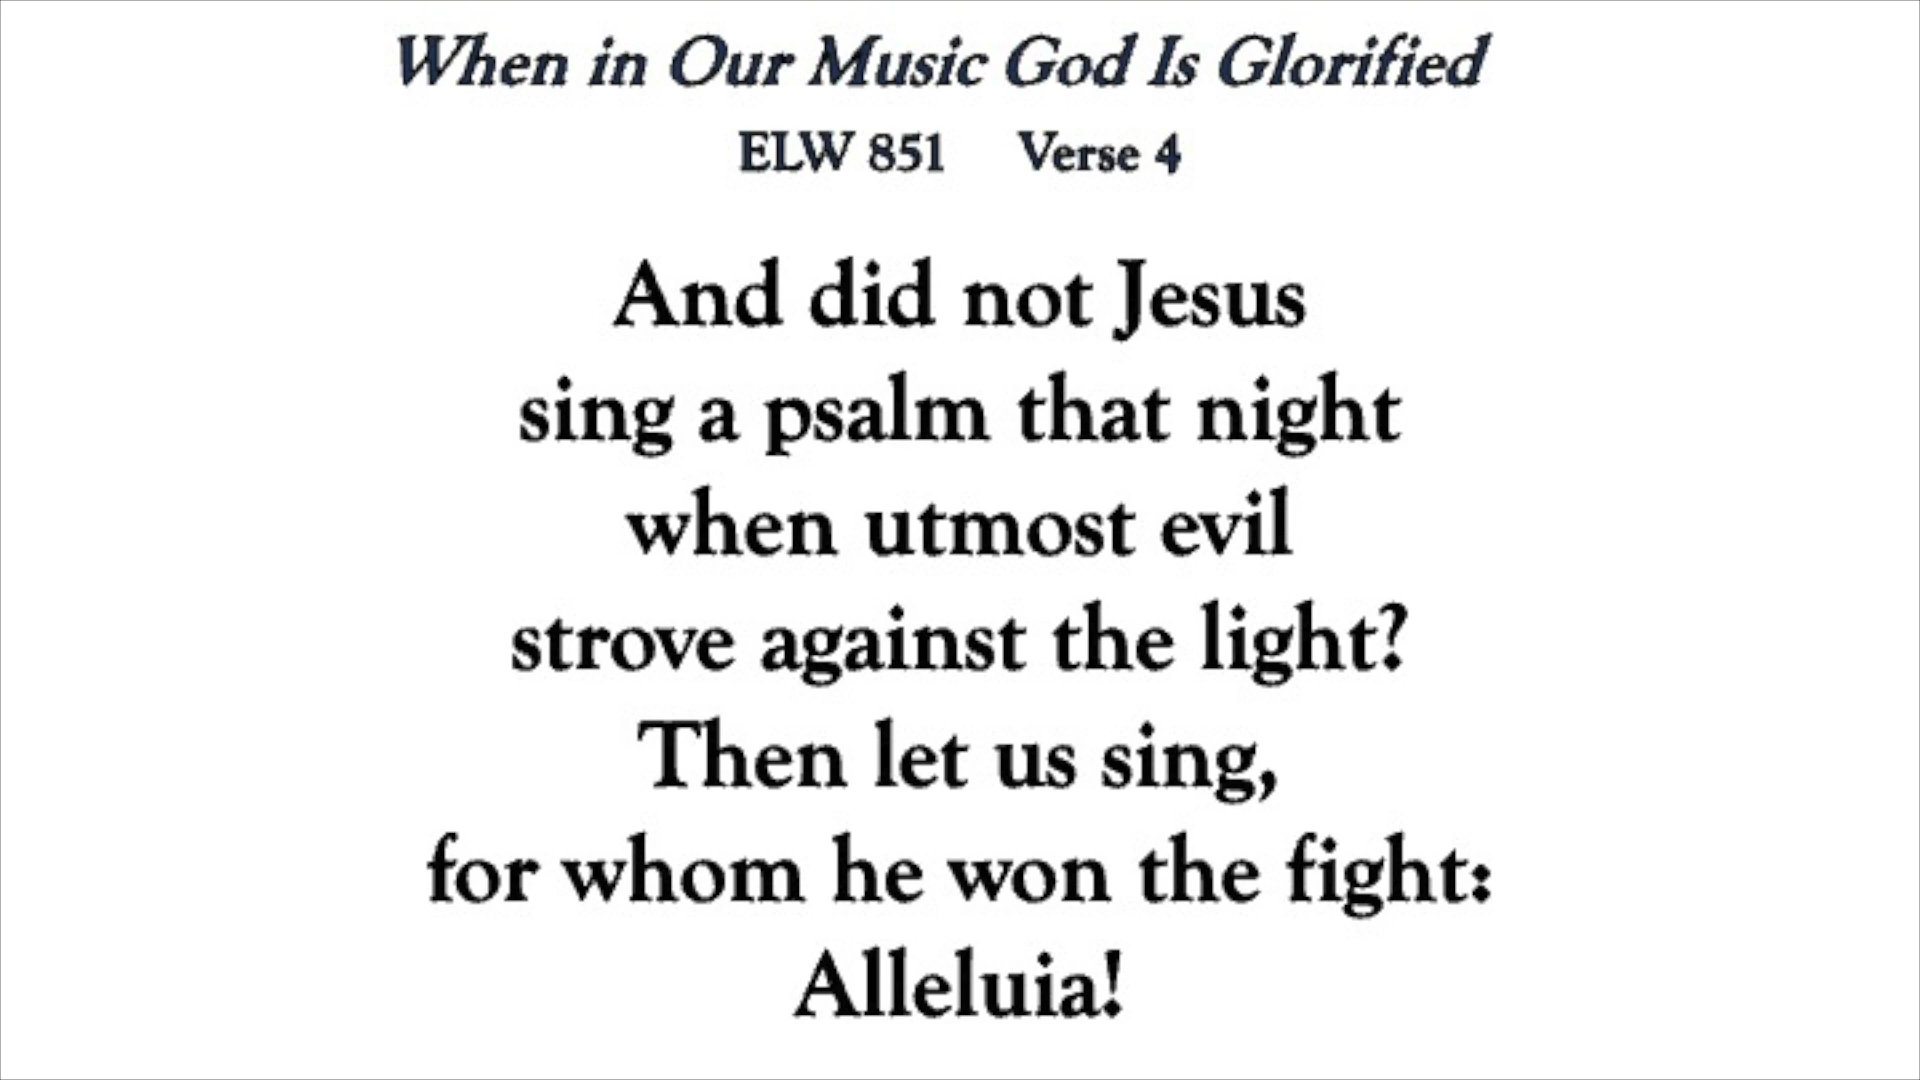 When in Our Music God Is Glorified
ELW 851 Verse 4
And did not Jesus
sing a psalm that night
when utmost evil
strove against the light?
Then let us sing,
for whom he won the fight:
Alleluia!